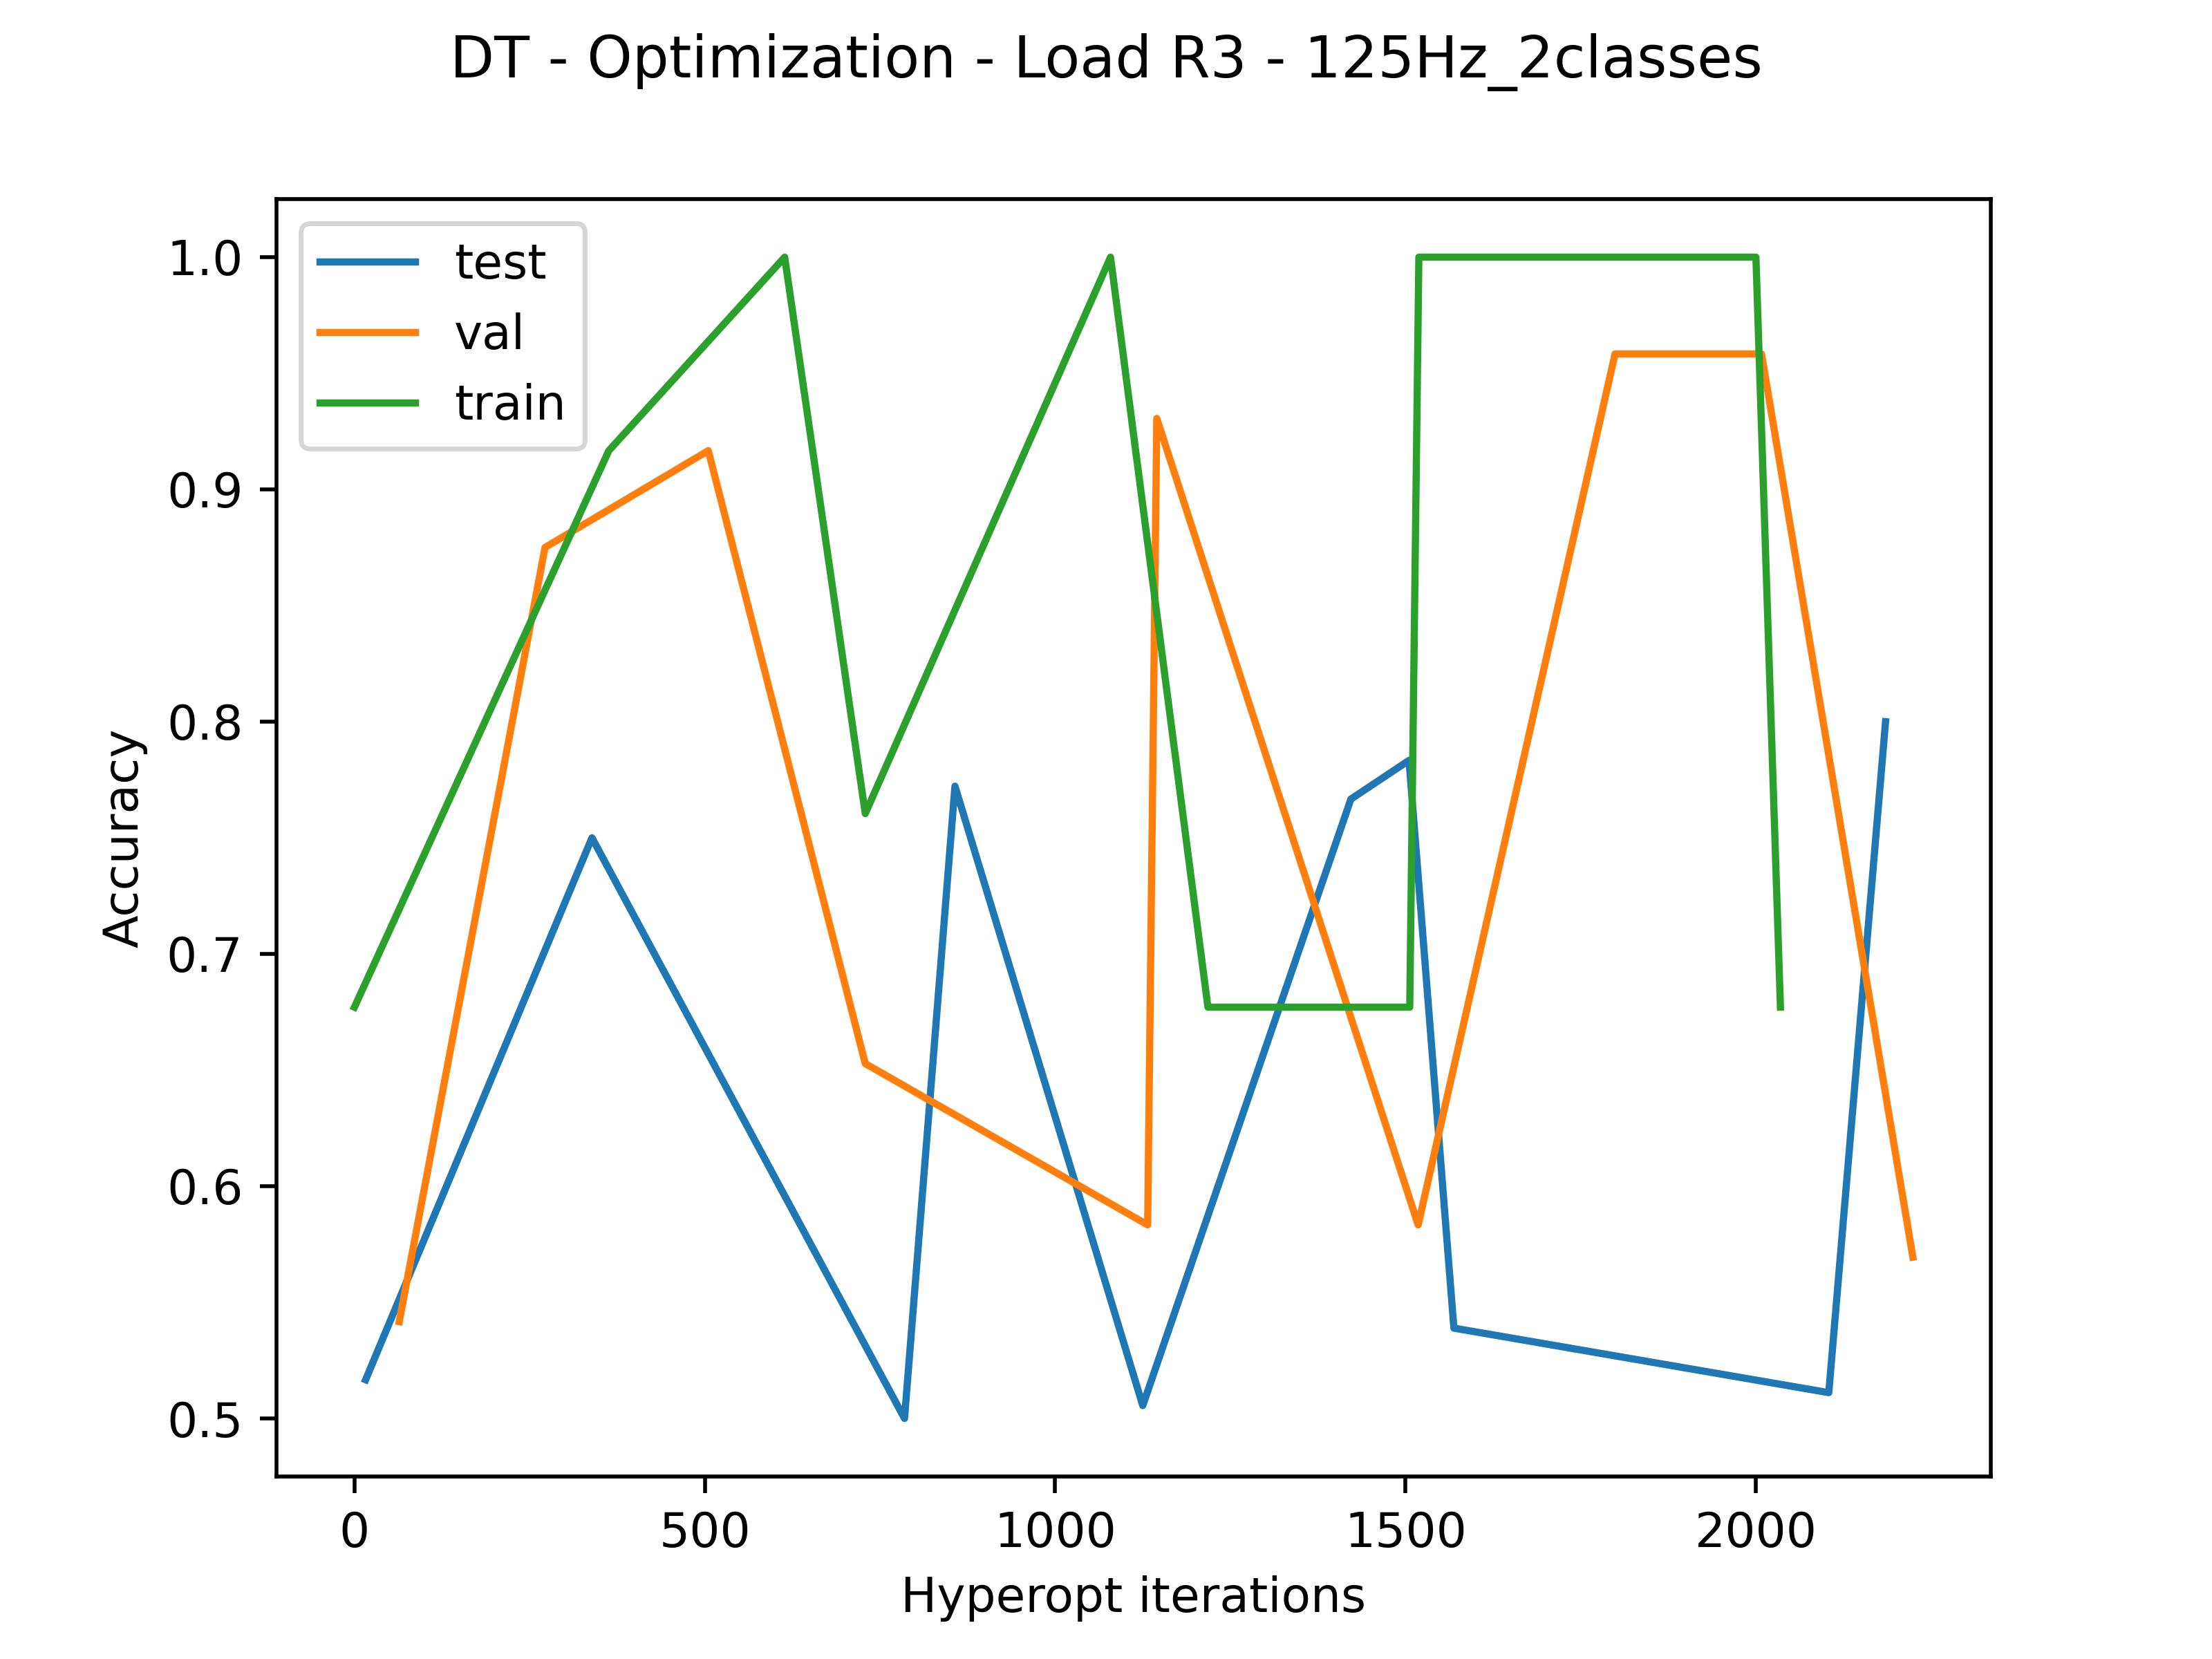 DT - Optimization - Load R3 - 125Hz_2classes
test
val
train
1.0
0.9
0.8
0.7
0.6
0.5
Accuracy
0 500 1000 1500 2000
Hyperopt iterations